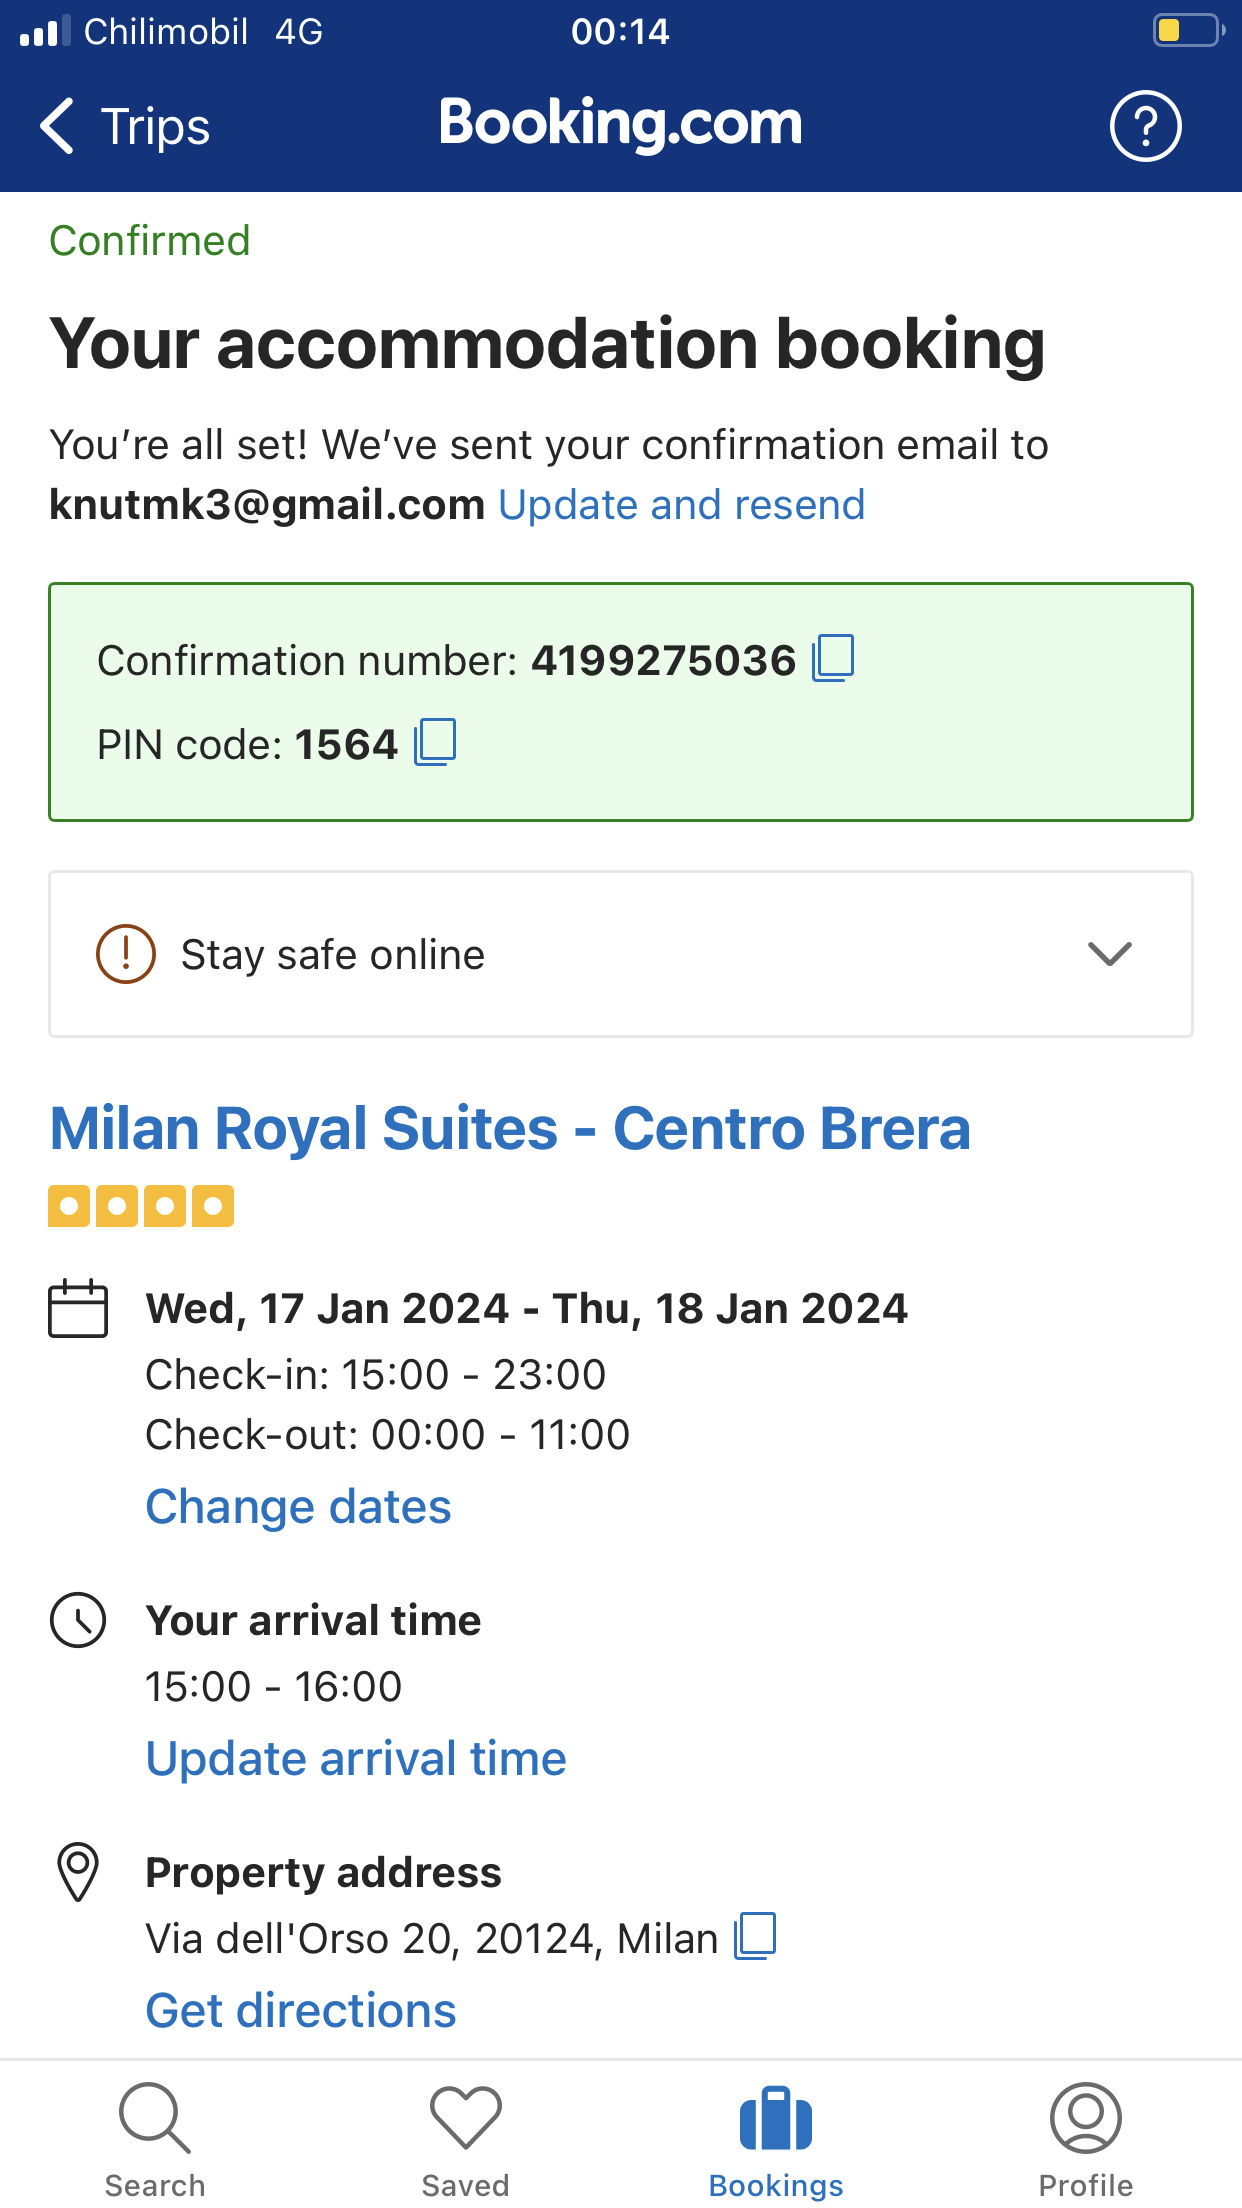 Chilimobil 4G 00:14
Trips Booking.com ?
Confirmed
Your accommodation booking
You’re all set! We’ve sent your confirmation email to
knutmk3@gmail.com Update and resend
Confirmation number: 4199275036
PIN code: 1564
Stay safe online
Milan Royal Suites - Centro Brera
Wed, 17 Jan 2024 - Thu, 18 Jan 2024
Check-in: 15:00 - 23:00
Check-out: 00:00 - 11:00
Change dates
Your arrival time
15:00 - 16:00
Update arrival time
Property address
Via dell'Orso 20, 20124, Milan
Get directions
Search Saved Bookings Profile